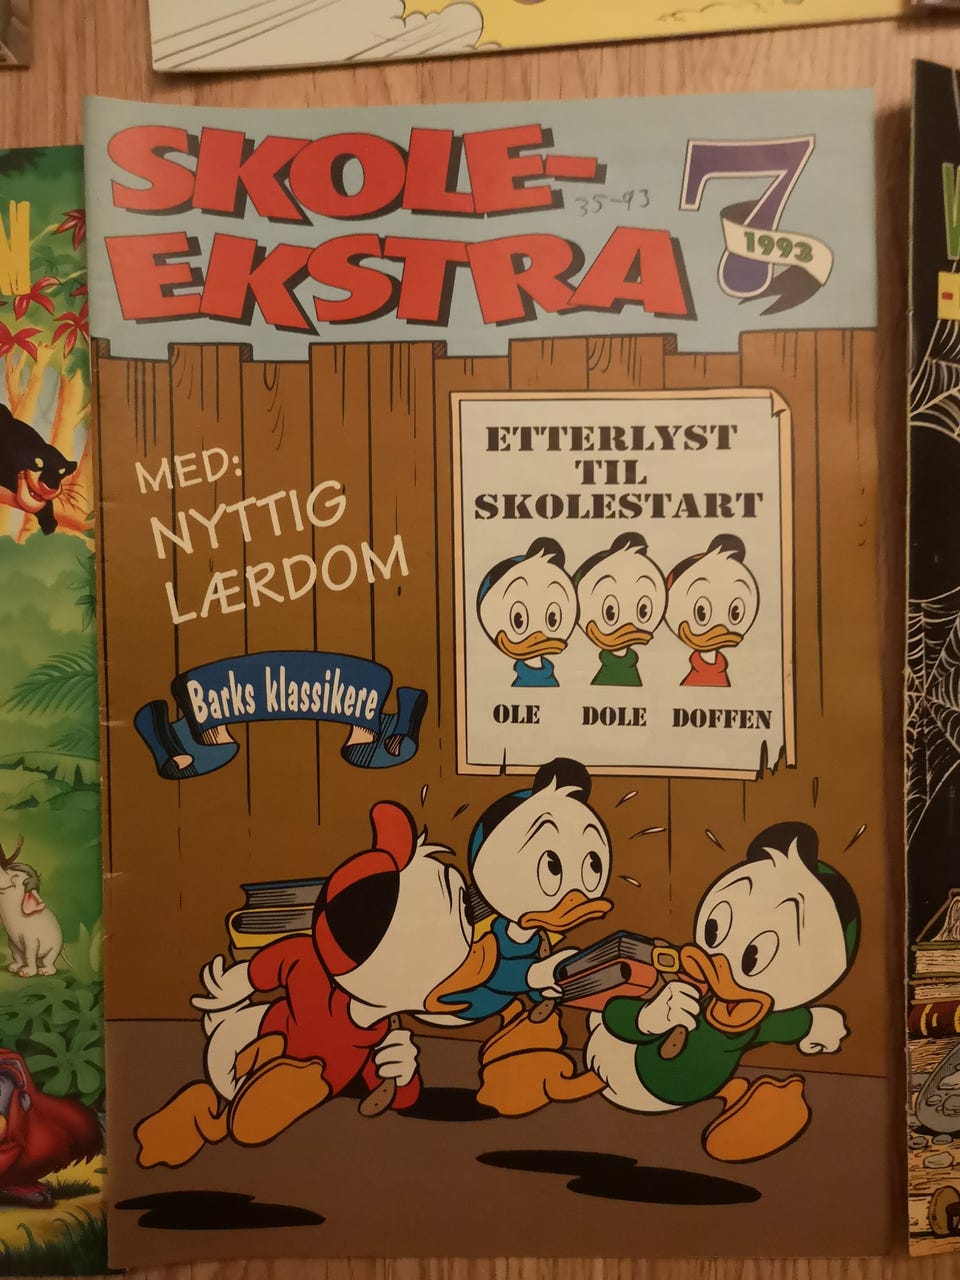 SKOLE-
EKSTRA
35-93
7
1993
MED:
NYTTIG
LÆRDOM
Barks klassikere
ETTERLYST
TIL
SKOLESTART
OLE DOLE DOFFEN